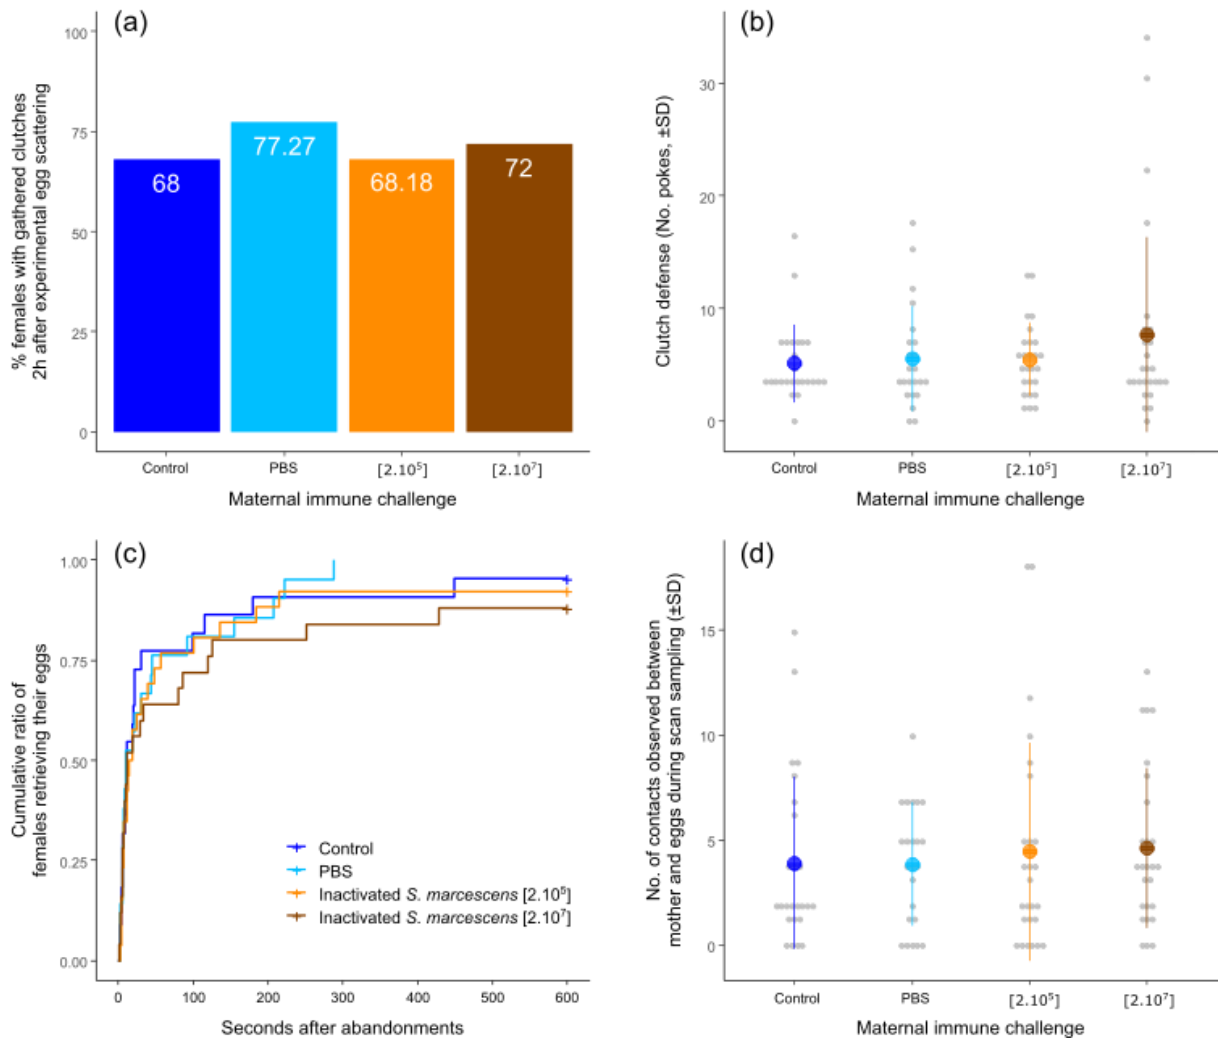 (a)
% females with gathered clutches
2h after experimental egg scattering
100
75
50
25
0
68
77.27
68.18
72
Control
PBS
[2.10⁵]
[2.10⁷]
Maternal immune challenge
(b)
Clutch defense (No. pokes, ±SD)
30
20
10
0
Control
PBS
[2.10⁵]
[2.10⁷]
Maternal immune challenge
(c)
Cumulative ratio of
females retrieving their eggs
1.00
0.75
0.50
0.25
0.00
Control
PBS
Inactivated S. marcescens [2.10⁵]
Inactivated S. marcescens [2.10⁷]
0
100
200
300
400
500
600
Seconds after abandonments
(d)
No. of contacts observed between
mother and eggs during scan sampling (±SD)
15
10
5
0
Control
PBS
[2.10⁵]
[2.10⁷]
Maternal immune challenge